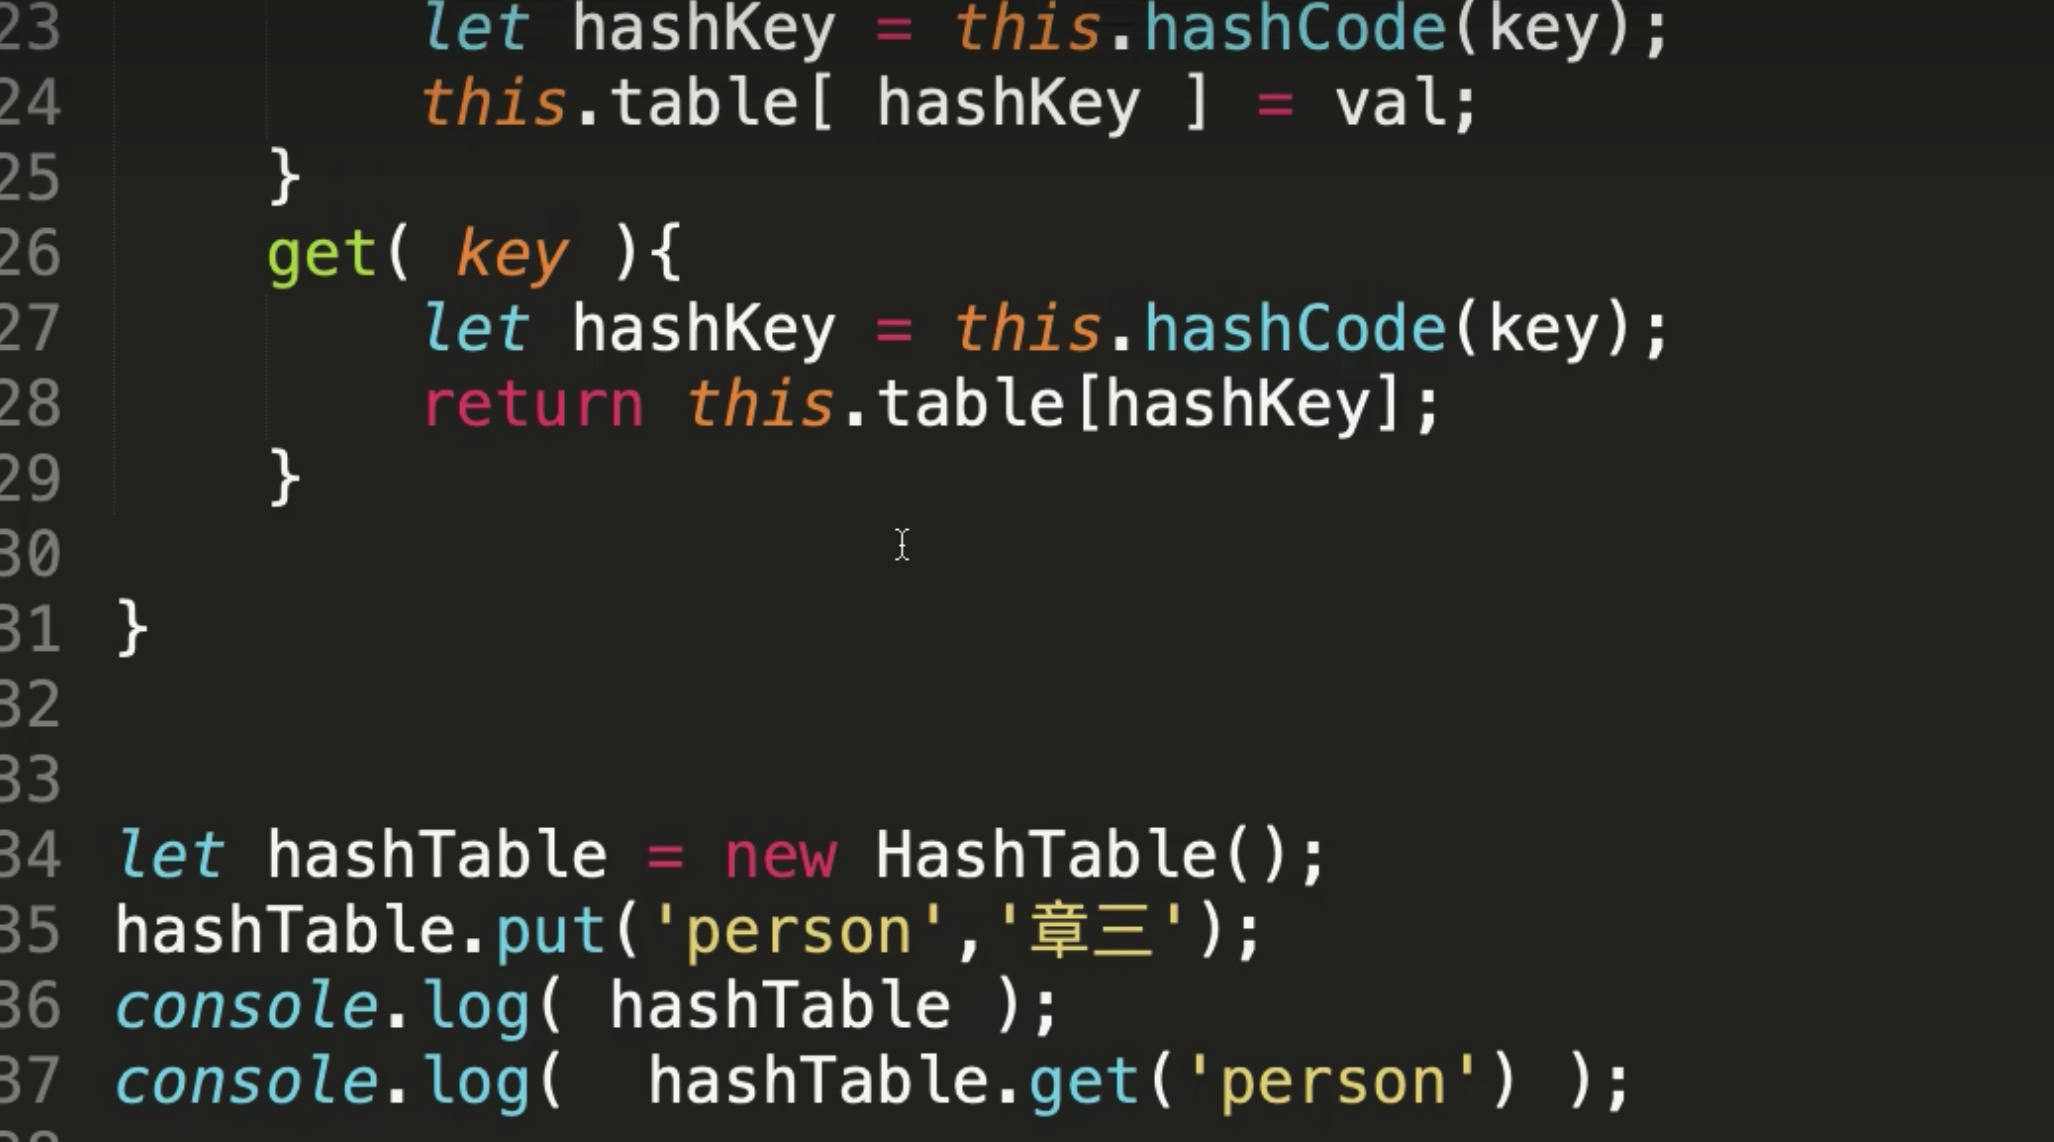 23 let hashKey = this.hashCode(key);
24 this.table[ hashKey ] = val;
25 }
26 get( key ){
27 let hashKey = this.hashCode(key);
28 return this.table[hashKey];
29 }
30
31 }
32
33
34 let hashTable = new HashTable();
35 hashTable.put('person','章三');
36 console.log( hashTable );
37 console.log(  hashTable.get('person') );